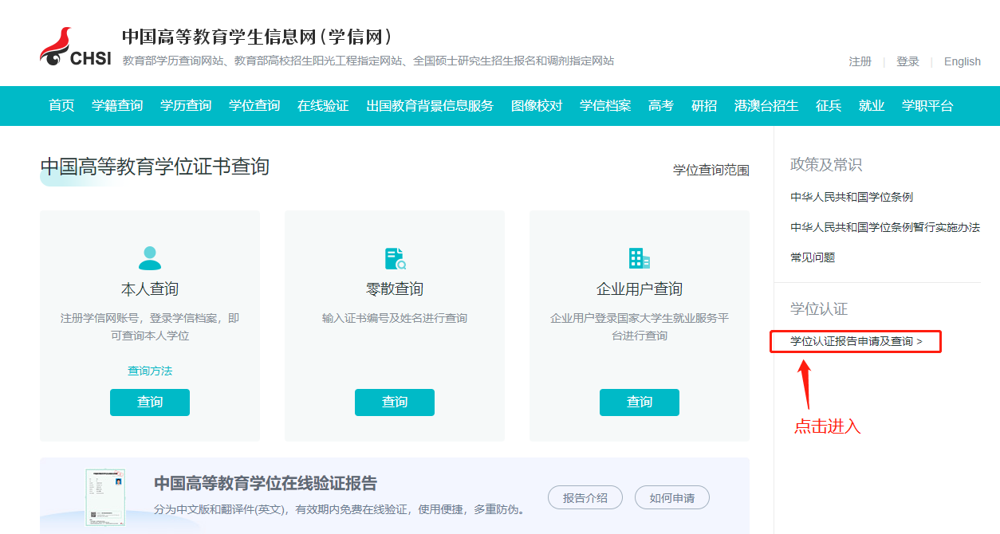 CHSI
中国高等教育学生信息网(学信网)
教育部学历查询网站、教育部高校招生阳光工程指定网站、全国硕士研究生招生报名和调剂指定网站
注册 | 登录 | English
首页 学籍查询 学历查询 学位查询 在线验证 出国教育背景信息服务 图像校对 学信档案 高考 研招 港澳台招生 征兵 就业 学职平台
中国高等教育学位证书查询
学位查询范围
本人查询
注册学信网账号，登录学信档案，即
可查询本人学位
查询方法
查询
零散查询
输入证书编号及姓名进行查询
查询
企业用户查询
企业用户登录国家大学生就业服务平
台进行查询
查询
中国高等教育学位在线验证报告
分为中文版和翻译件(英文)，有效期内免费在线验证，使用便捷，多重防伪。
报告介绍
如何申请
政策及常识
中华人民共和国学位条例
中华人民共和国学位条例暂行实施办法
常见问题
学位认证
学位认证报告申请及查询 >
点击进入